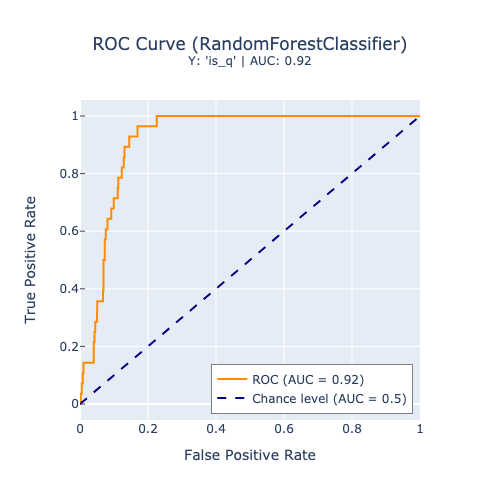 ROC Curve (RandomForestClassifier)
Y: 'is_q' | AUC: 0.92
True Positive Rate
1
0.8
0.6
0.4
0.2
0
ROC (AUC = 0.92)
Chance level (AUC = 0.5)
0 0.2 0.4 0.6 0.8 1
False Positive Rate